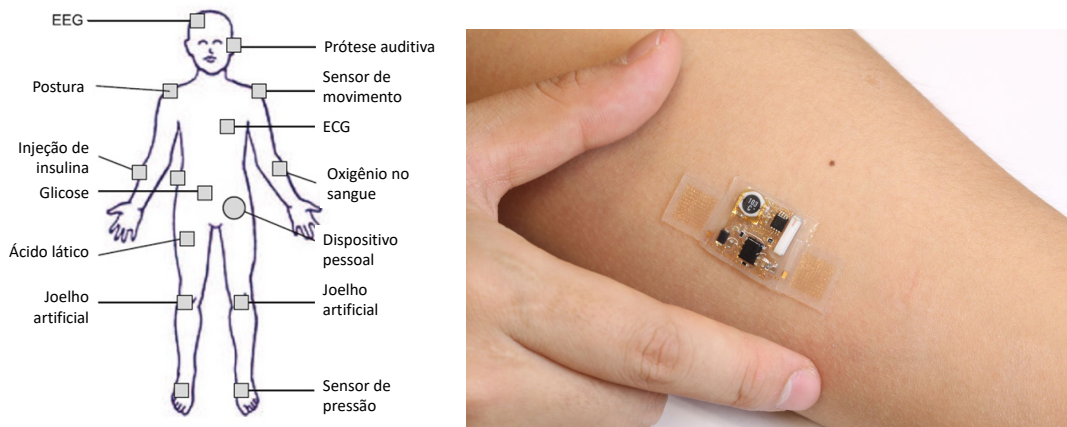 EEG
Prótese auditiva
Postura
Sensor de
movimento
ECG
Injeção de
insulina
Oxigênio no
sangue
Glicose
Ácido lático
Dispositivo
pessoal
Joelho
artificial
Joelho
artificial
Sensor de
pressão